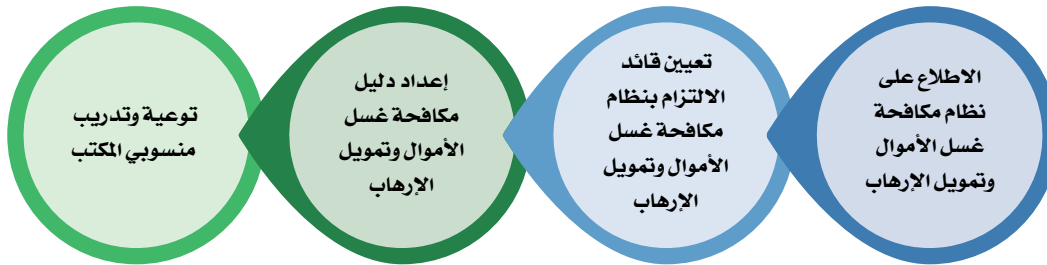 الاطلاع على
نظام مكافحة
غسل الأموال
وتمويل الإرهاب
تعيين قائد
الالتزام بنظام
مكافحة غسل
الأموال وتمويل
الإرهاب
إعداد دليل
مكافحة غسل
الأموال وتمويل
الإرهاب
توعية وتدريب
منسوبي المكتب